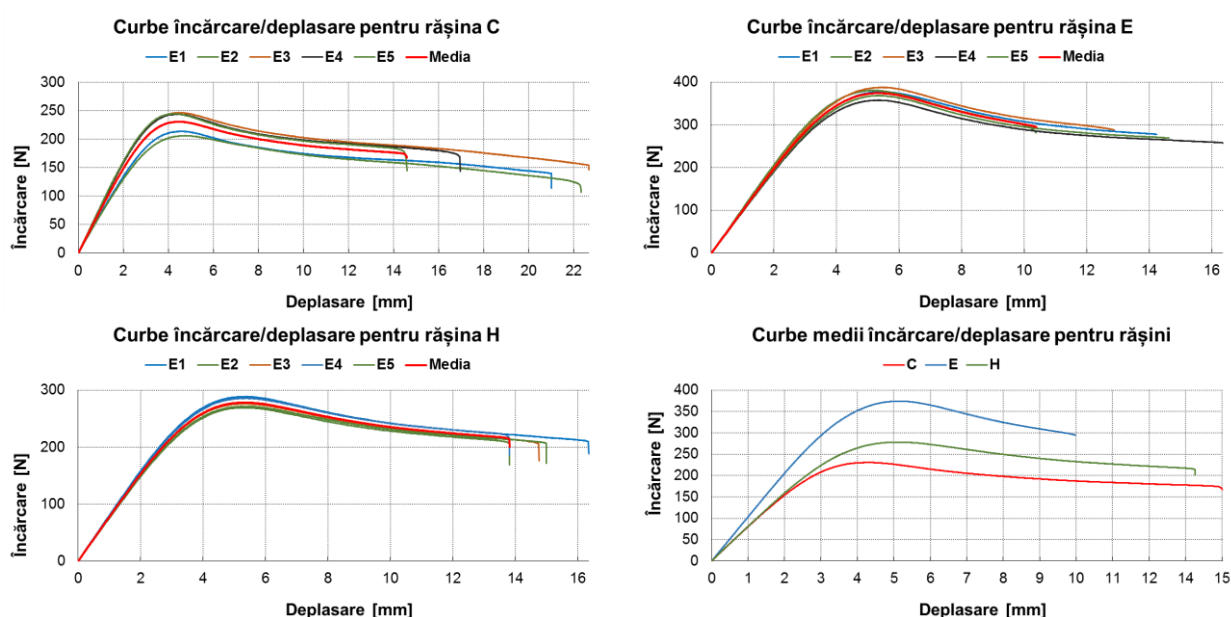 Curbe încărcare/deplasare pentru rășina C
E1 E2 E3 E4 E5 Media
300
250
200
150
100
50
0
Încărcare [N]
0 2 4 6 8 10 12 14 16 18 20 22
Deplasare [mm]
Curbe încărcare/deplasare pentru rășina E
E1 E2 E3 E4 E5 Media
400
300
200
100
0
Încărcare [N]
0 2 4 6 8 10 12 14 16
Deplasare [mm]
Curbe încărcare/deplasare pentru rășina H
E1 E2 E3 E4 E5 Media
300
200
100
0
Încărcare [N]
0 2 4 6 8 10 12 14 16
Deplasare [mm]
Curbe medii încărcare/deplasare pentru rășini
C E H
400
350
300
250
200
150
100
50
0
Încărcare [N]
0 1 2 3 4 5 6 7 8 9 10 11 12 13 14 15
Deplasare [mm]